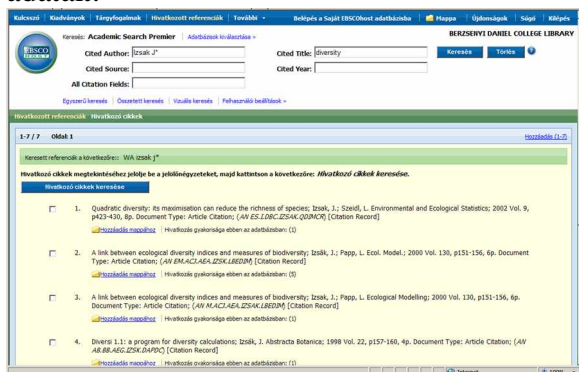 Kulcsszó | Kiadványok | Tárgyfogalmak | Hivatkozott referenciák | További Belépés a Saját EBSCOhost adatbázisba | Mappa | Újdonságok | Súgó | Kilépés
BERZSENYI DANIEL COLLEGE LIBRARY
Keresés: Academic Search Premier | Adatbázisok kiválasztása »
EBSCO HOST
Cited Author: Izsak J* Cited Title: diversity Keresés Törlés
Cited Source: Cited Year:
All Citation Fields:
Egyszerű keresés | Összetett keresés | Vizuális keresés | Felhasználói beállítások »
Hivatkozott referenciák Hivatkozó cikkek
1-7 / 7 Oldal: 1 Hozzáadás (1-7)
Keresett referenciák a következőre:: WA izsak j*
Hivatkozó cikkek megtekintéséhez jelölje be a jelölőnégyzeteket, majd kattintson a következőre: Hivatkozó cikkek keresése.
Hivatkozó cikkek keresése
1. Quadratic diversity: its maximisation can reduce the richness of species; Izsak, J.; Szeidl, L. Environmental and Ecological Statistics; 2002 Vol. 9,
p423-430, 8p. Document Type: Article Citation; (AN ES.LDBC.IZSAK.QDIMCR) [Citation Record]
Hozzáadás mappához | Hivatkozás gyakorisága ebben az adatbázisban: (1)
2. A link between ecological diversity indices and measures of biodiversity; Izsák, J.; Papp, L. Ecol. Model.; 2000 Vol. 130, p151-156, 6p. Document
Type: Article Citation; (AN EM.ACJ.AEA.IZSK.LBEDIM) [Citation Record]
Hozzáadás mappához | Hivatkozás gyakorisága ebben az adatbázisban: (5)
3. A link between ecological diversity indices and measures of biodiversity; Izsak, J.; Papp, L. Ecological Modelling; 2000 Vol. 130, p151-156, 6p.
Document Type: Article Citation; (AN M.ACJ.AEA.IZSAK.LBEDIM) [Citation Record]
Hozzáadás mappához | Hivatkozás gyakorisága ebben az adatbázisban: (1)
4. Diversi 1.1: a program for diversity calculations; Izsák, J. Abstracta Botanica; 1998 Vol. 22, p157-160, 4p. Document Type: Article Citation; (AN
AB.BB.AEG.IZSK.DAPDC) [Citation Record]
Hozzáadás mappához | Hivatkozás gyakorisága ebben az adatbázisban: (1)